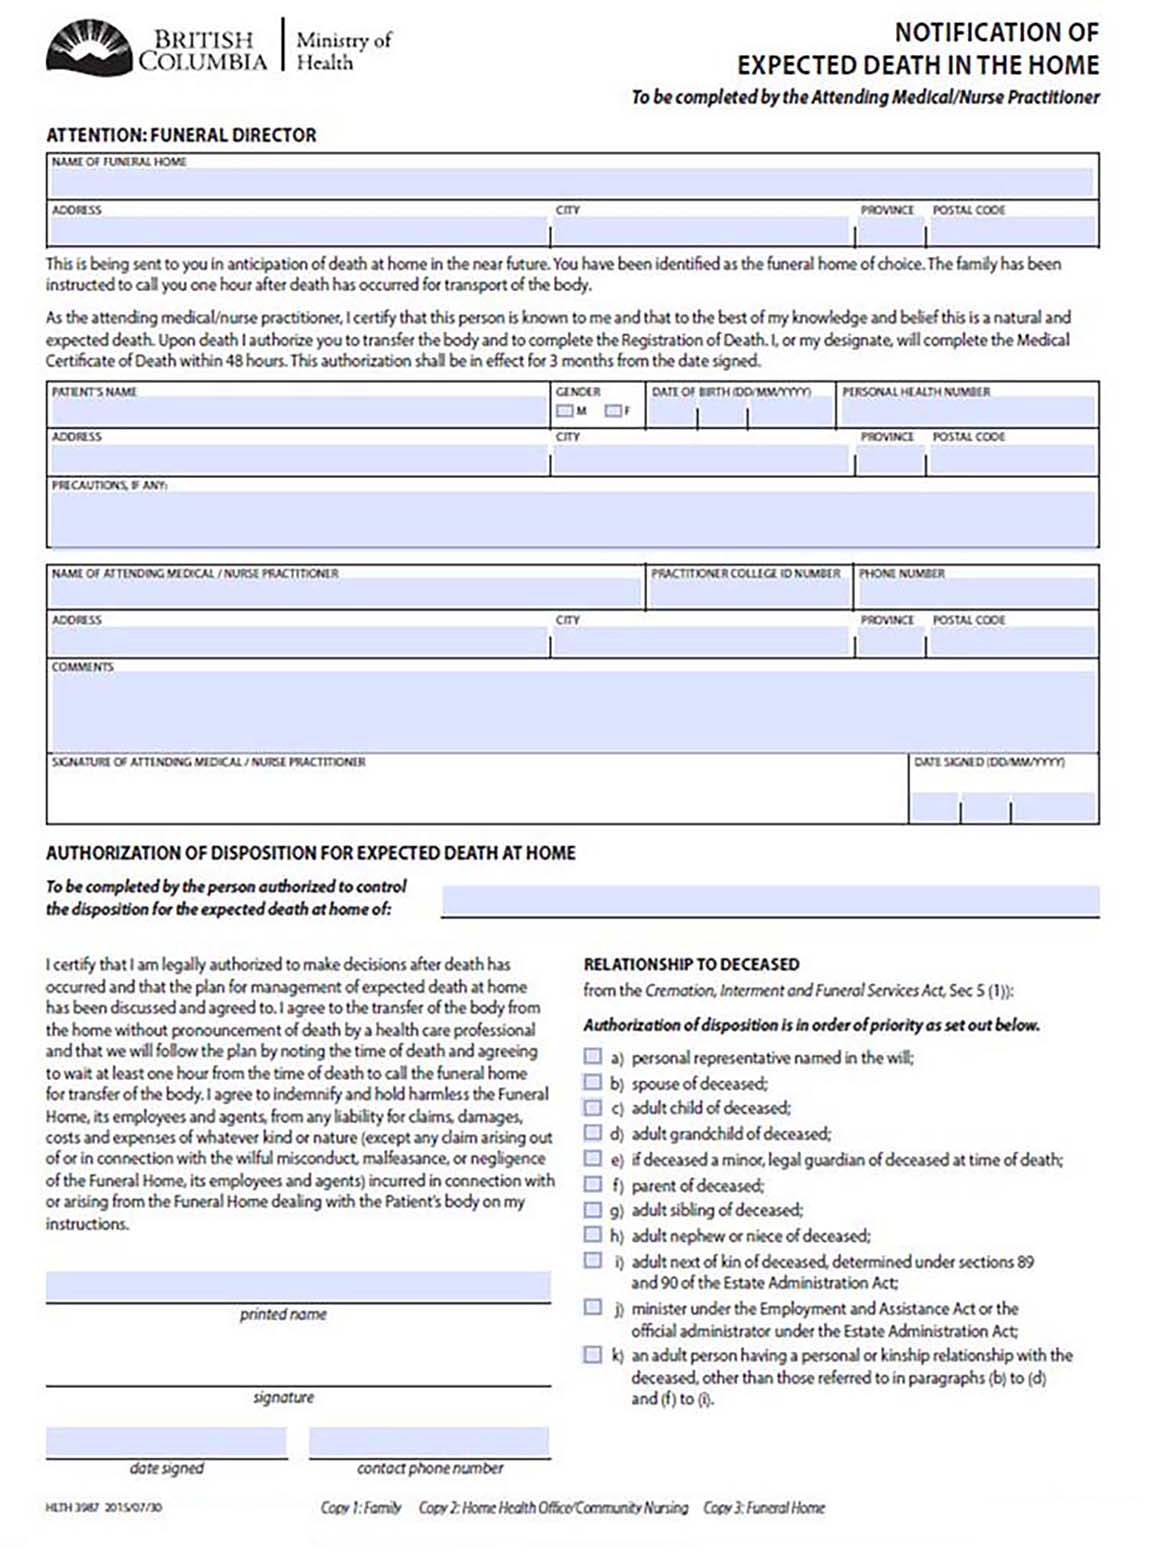 BRITISH COLUMBIA
Ministry of Health
NOTIFICATION OF
EXPECTED DEATH IN THE HOME
To be completed by the Attending Medical/Nurse Practitioner
ATTENTION: FUNERAL DIRECTOR
NAME OF FUNERAL HOME
ADDRESS CITY PROVINCE POSTAL CODE
This is being sent to you in anticipation of death at home in the near future. You have been identified as the funeral home of choice. The family has been
instructed to call you one hour after death has occurred for transport of the body.
As the attending medical/nurse practitioner, I certify that this person is known to me and that to the best of my knowledge and belief this is a natural and
expected death. Upon death I authorize you to transfer the body and to complete the Registration of Death. I, or my designate, will complete the Medical
Certificate of Death within 48 hours. This authorization shall be in effect for 3 months from the date signed.
PATIENT'S NAME GENDER DATE OF BIRTH (DD/MM/YYYY) PERSONAL HEALTH NUMBER
M F
ADDRESS CITY PROVINCE POSTAL CODE
PRECAUTIONS, IF ANY:
NAME OF ATTENDING MEDICAL / NURSE PRACTITIONER PRACTITIONER COLLEGE ID NUMBER PHONE NUMBER
ADDRESS CITY PROVINCE POSTAL CODE
COMMENTS
SIGNATURE OF ATTENDING MEDICAL / NURSE PRACTITIONER DATE SIGNED (DD/MM/YYYY)
AUTHORIZATION OF DISPOSITION FOR EXPECTED DEATH AT HOME
To be completed by the person authorized to control
the disposition for the expected death at home of:
I certify that I am legally authorized to make decisions after death has
occurred and that the plan for management of expected death at home
has been discussed and agreed to. I agree to the transfer of the body from
the home without pronouncement of death by a health care professional
and that we will follow the plan by noting the time of death and agreeing
to wait at least one hour from the time of death to call the funeral home
for transfer of the body. I agree to indemnify and hold harmless the Funeral
Home, its employees and agents, from any liability for claims, damages,
costs and expenses of whatever kind or nature (except any claim arising out
of or in connection with the wilful misconduct, malfeasance, or negligence
of the Funeral Home, its employees and agents) incurred in connection with
or arising from the Funeral Home dealing with the Patient's body on my
instructions.
printed name
signature
date signed contact phone number
RELATIONSHIP TO DECEASED
from the Cremation, Interment and Funeral Services Act, Sec 5 (1)):
Authorization of disposition is in order of priority as set out below.
a) personal representative named in the will;
b) spouse of deceased;
c) adult child of deceased;
d) adult grandchild of deceased;
e) if deceased a minor, legal guardian of deceased at time of death;
f) parent of deceased;
g) adult sibling of deceased;
h) adult nephew or niece of deceased;
i) adult next of kin of deceased, determined under sections 89
and 90 of the Estate Administration Act;
j) minister under the Employment and Assistance Act or the
official administrator under the Estate Administration Act;
k) an adult person having a personal or kinship relationship with the
deceased, other than those referred to in paragraphs (b) to (d)
and (f) to (i).
HLTH 3987 2015/07/30 Copy 1: Family Copy 2: Home Health Office/Community Nursing Copy 3: Funeral Home